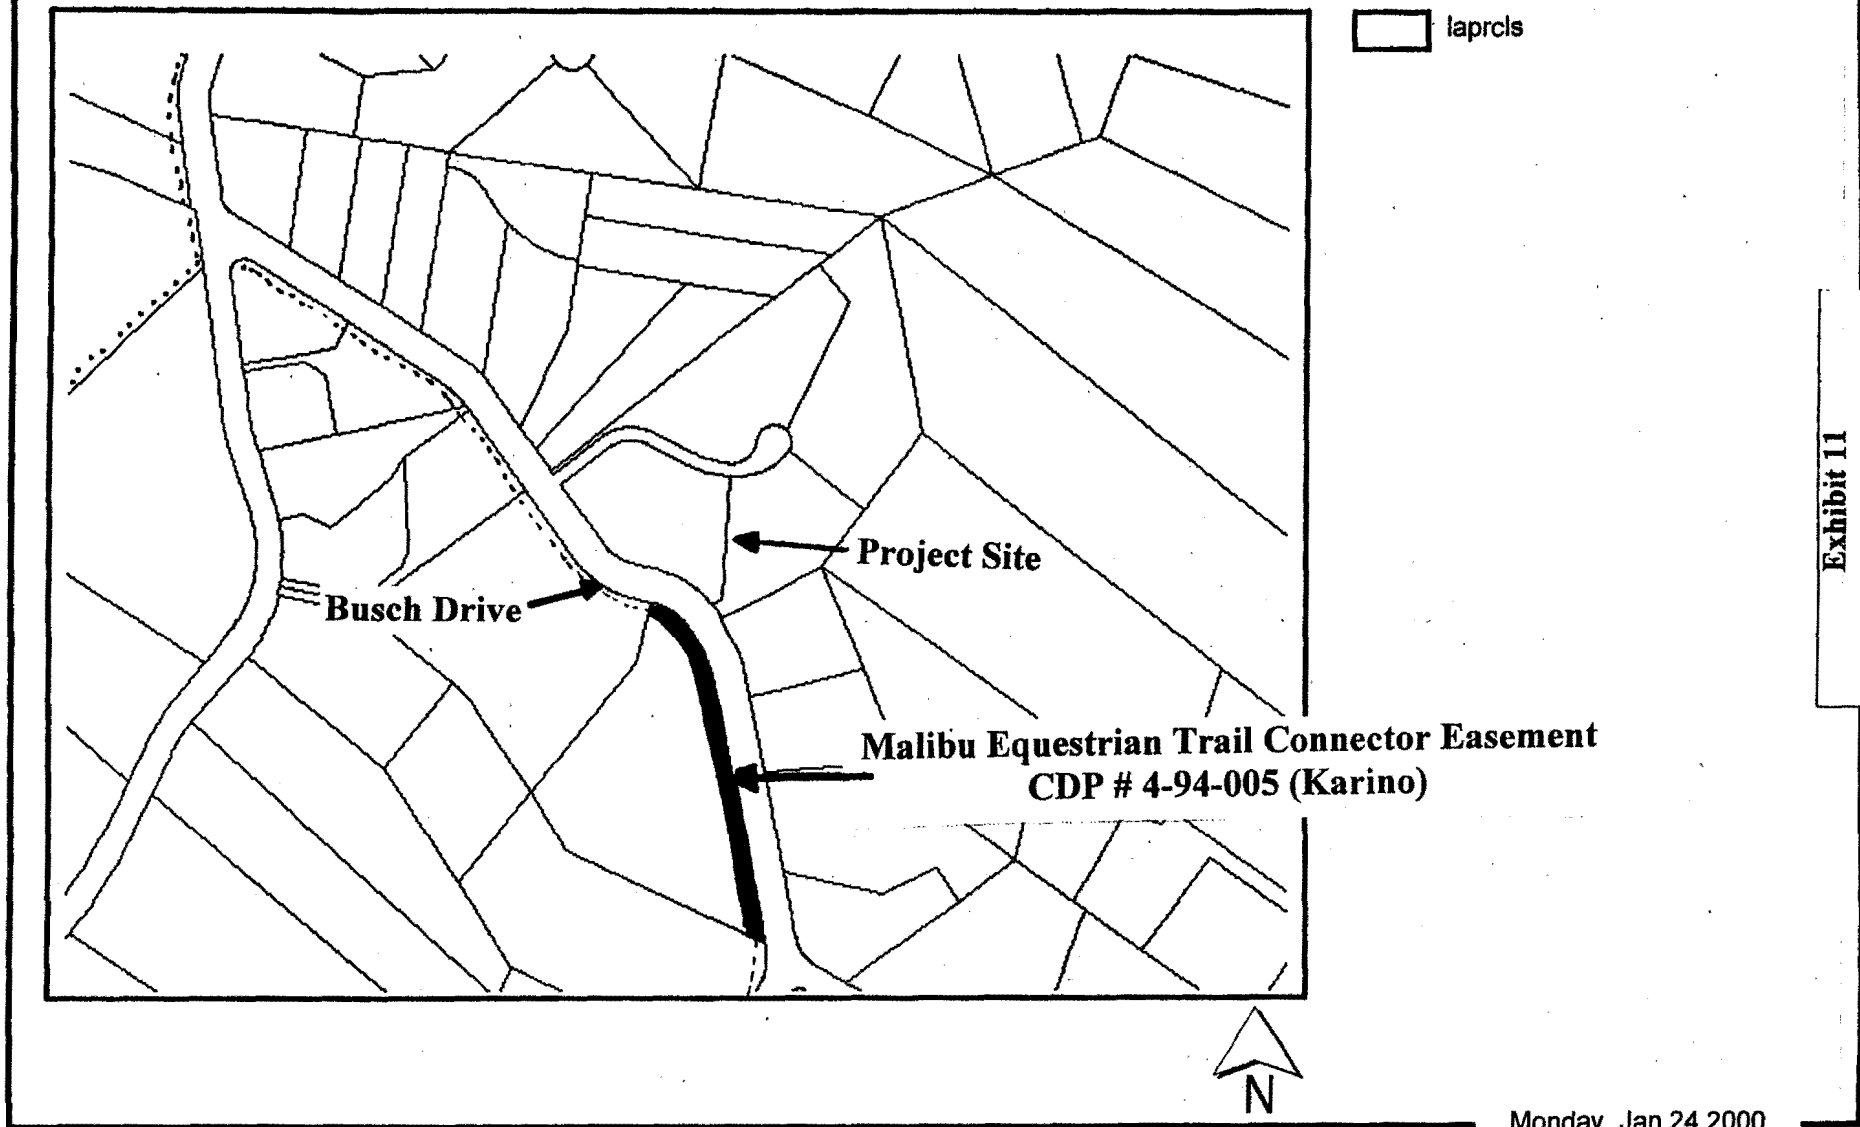 laprcls
Project Site
Busch Drive
Malibu Equestrian Trail Connector Easement
CDP # 4-94-005 (Karino)
Exhibit 11
N
Monday, Jan 24 2000